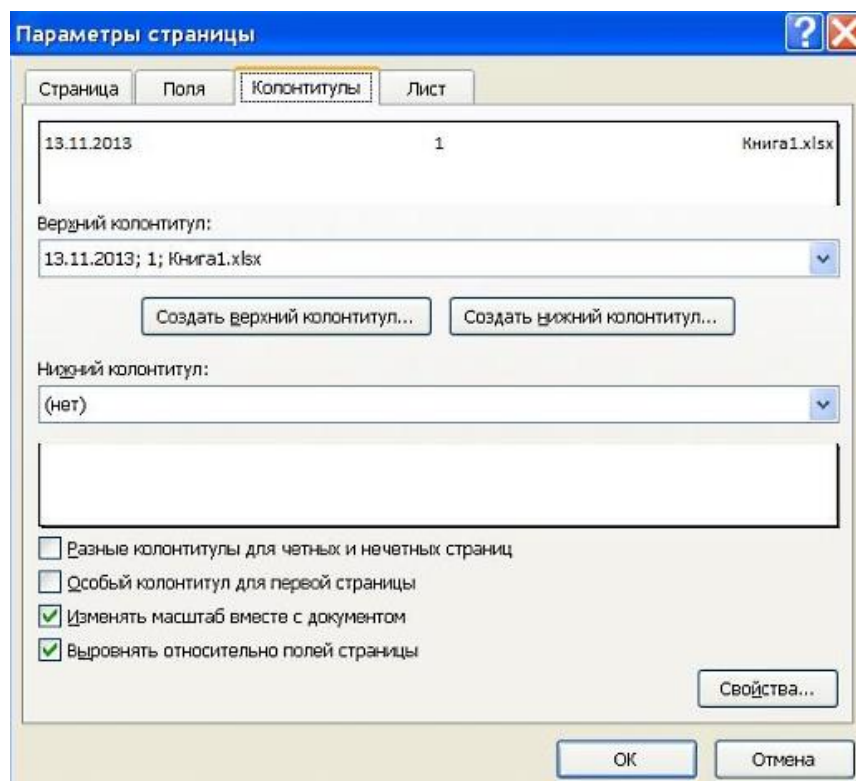 Параметры страницы
Страница Поля Колонтитулы Лист
13.11.2013 1 Книга1.xlsx
Верхний колонтитул:
13.11.2013; 1; Книга1.xlsx
Создать верхний колонтитул... Создать нижний колонтитул...
Нижний колонтитул:
(нет)
Разные колонтитулы для четных и нечетных страниц
Особый колонтитул для первой страницы
Изменять масштаб вместе с документом
Выровнять относительно полей страницы
Свойства...
ОК Отмена